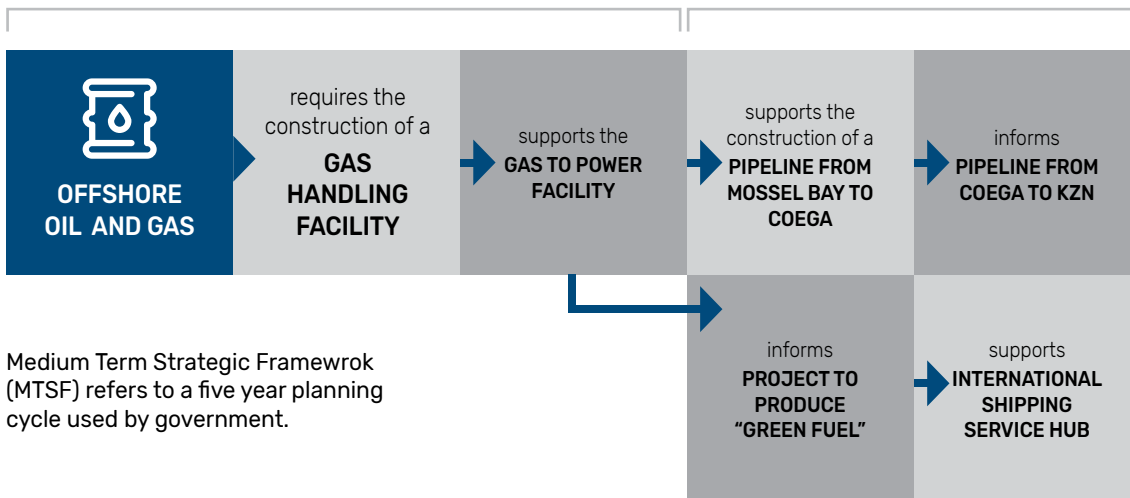 OFFSHORE
OIL AND GAS
requires the
construction of a
GAS
HANDLING
FACILITY
supports the
GAS TO POWER
FACILITY
supports the
construction of a
PIPELINE FROM
MOSSEL BAY TO
COEGA
informs
PIPELINE FROM
COEGA TO KZN
Medium Term Strategic Framewrok
(MTSF) refers to a five year planning
cycle used by government.
informs
PROJECT TO
PRODUCE
“GREEN FUEL”
supports
INTERNATIONAL
SHIPPING
SERVICE HUB